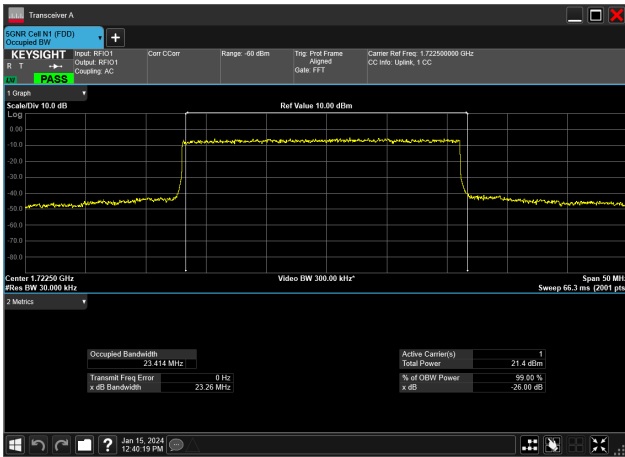 Transceiver A
5GNR Cell N1 (FDD)
Occupied BW
KEYSIGHT
R T
LNI
PASS
Input: RFIO1
Output: RFIO1
Coupling: AC
Corr CCorr
Range: -60 dBm
Trig: Prot Frame
Aligned
Gate: FFT
Carrier Ref Freq: 1.722500000 GHz
CC Info: Uplink, 1 CC
1 Graph
Scale/Div 10.0 dB
Ref Value 10.00 dBm
Log
0.00
-10.0
-20.0
-30.0
-40.0
-50.0
-60.0
-70.0
-80.0
Center 1.72250 GHz
Video BW 300.00 kHz*
Span 50 MHz
#Res BW 30.000 kHz
Sweep 66.3 ms (2001 pts
2 Metrics
Occupied Bandwidth
23.414 MHz
Transmit Freq Error 0 Hz
x dB Bandwidth 23.26 MHz
Active Carrier(s) 1
Total Power 21.4 dBm
% of OBW Power 99.00 %
x dB -26.00 dB
Jan 15, 2024
12:40:19 PM